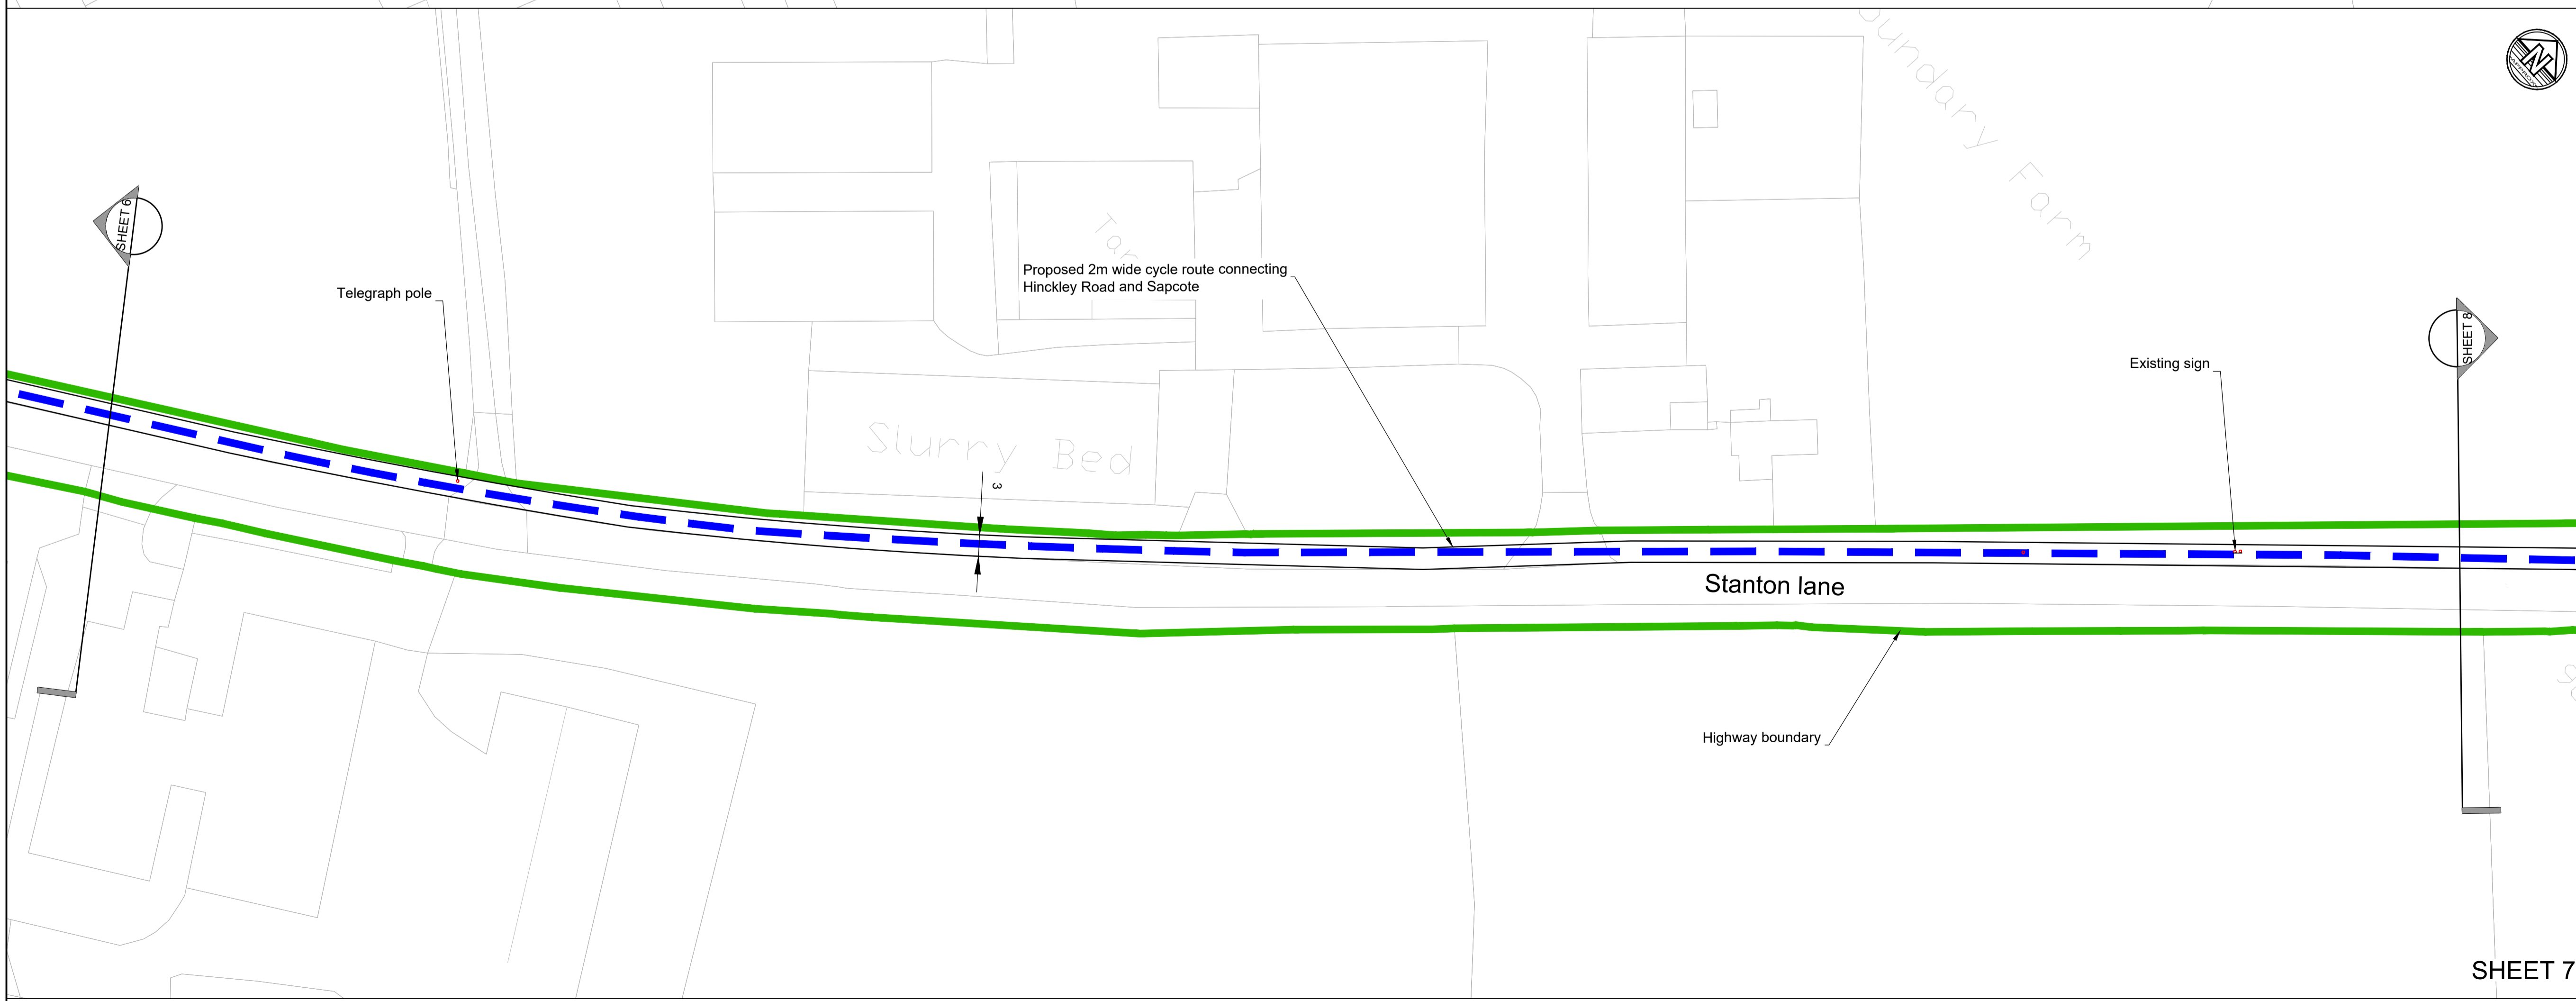 Farm
SHEET 6
Telegraph pole
Proposed 2m wide cycle route connecting
Hinckley Road and Sapcote
SHEET 8
Existing sign
Slurry Bed
3
Stanton lane
Highway boundary
SHEET 7
N